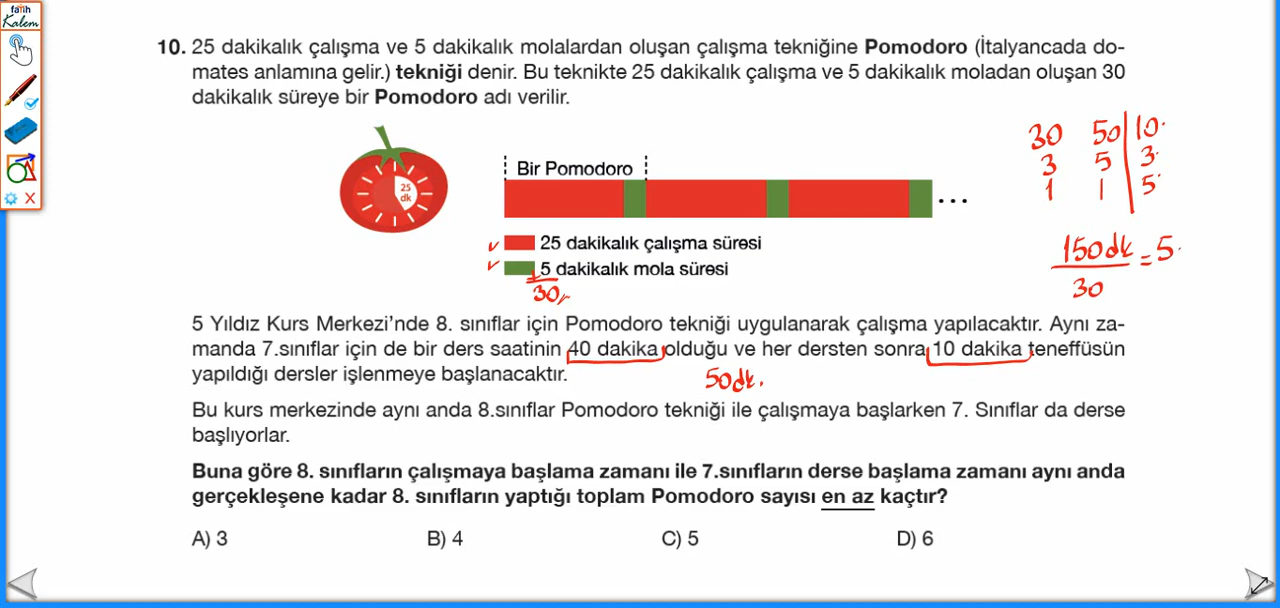 fatih
Kalem
10. 25 dakikalık çalışma ve 5 dakikalık molalardan oluşan çalışma tekniğine Pomodoro (İtalyancada do-
mates anlamına gelir.) tekniği denir. Bu teknikte 25 dakikalık çalışma ve 5 dakikalık moladan oluşan 30
dakikalık süreye bir Pomodoro adı verilir.
30 50 10
3 5 3
1 1 5
25
dk
Bir Pomodoro
...
25 dakikalık çalışma süresi
5 dakikalık mola süresi
30
150dk = 5
30
5 Yıldız Kurs Merkezi'nde 8. sınıflar için Pomodoro tekniği uygulanarak çalışma yapılacaktır. Aynı za-
manda 7.sınıflar için de bir ders saatinin 40 dakika olduğu ve her dersten sonra 10 dakika teneffüsün
yapıldığı dersler işlenmeye başlanacaktır.
50dk.
Bu kurs merkezinde aynı anda 8.sınıflar Pomodoro tekniği ile çalışmaya başlarken 7. Sınıflar da derse
başlıyorlar.
Buna göre 8. sınıfların çalışmaya başlama zamanı ile 7.sınıfların derse başlama zamanı aynı anda
gerçekleşene kadar 8. sınıfların yaptığı toplam Pomodoro sayısı en az kaçtır?
A) 3 B) 4 C) 5 D) 6